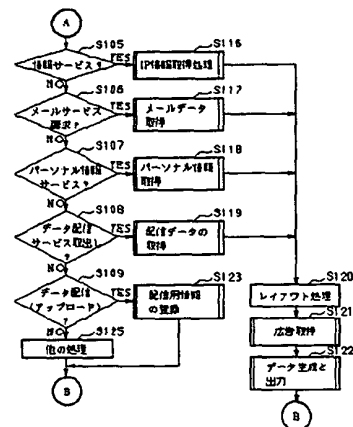 A
S105
情報サービス?
YES
S116
IP情報取得処理
NO
S106
メールサービス
要求?
YES
S117
メールデータ
取得
NO
S107
パーソナル情報
サービス?
YES
S118
パーソナル情報
取得
NO
S108
データ配信
サービス取出し
?
YES
S119
配信データの
取得
NO
S109
データ配信
(アップロード)
?
YES
S123
配信用情報
の登録
NO
S125
他の処理
B
S120
レイアウト処理
S121
広告取得
S122
データ生成と
出力
B